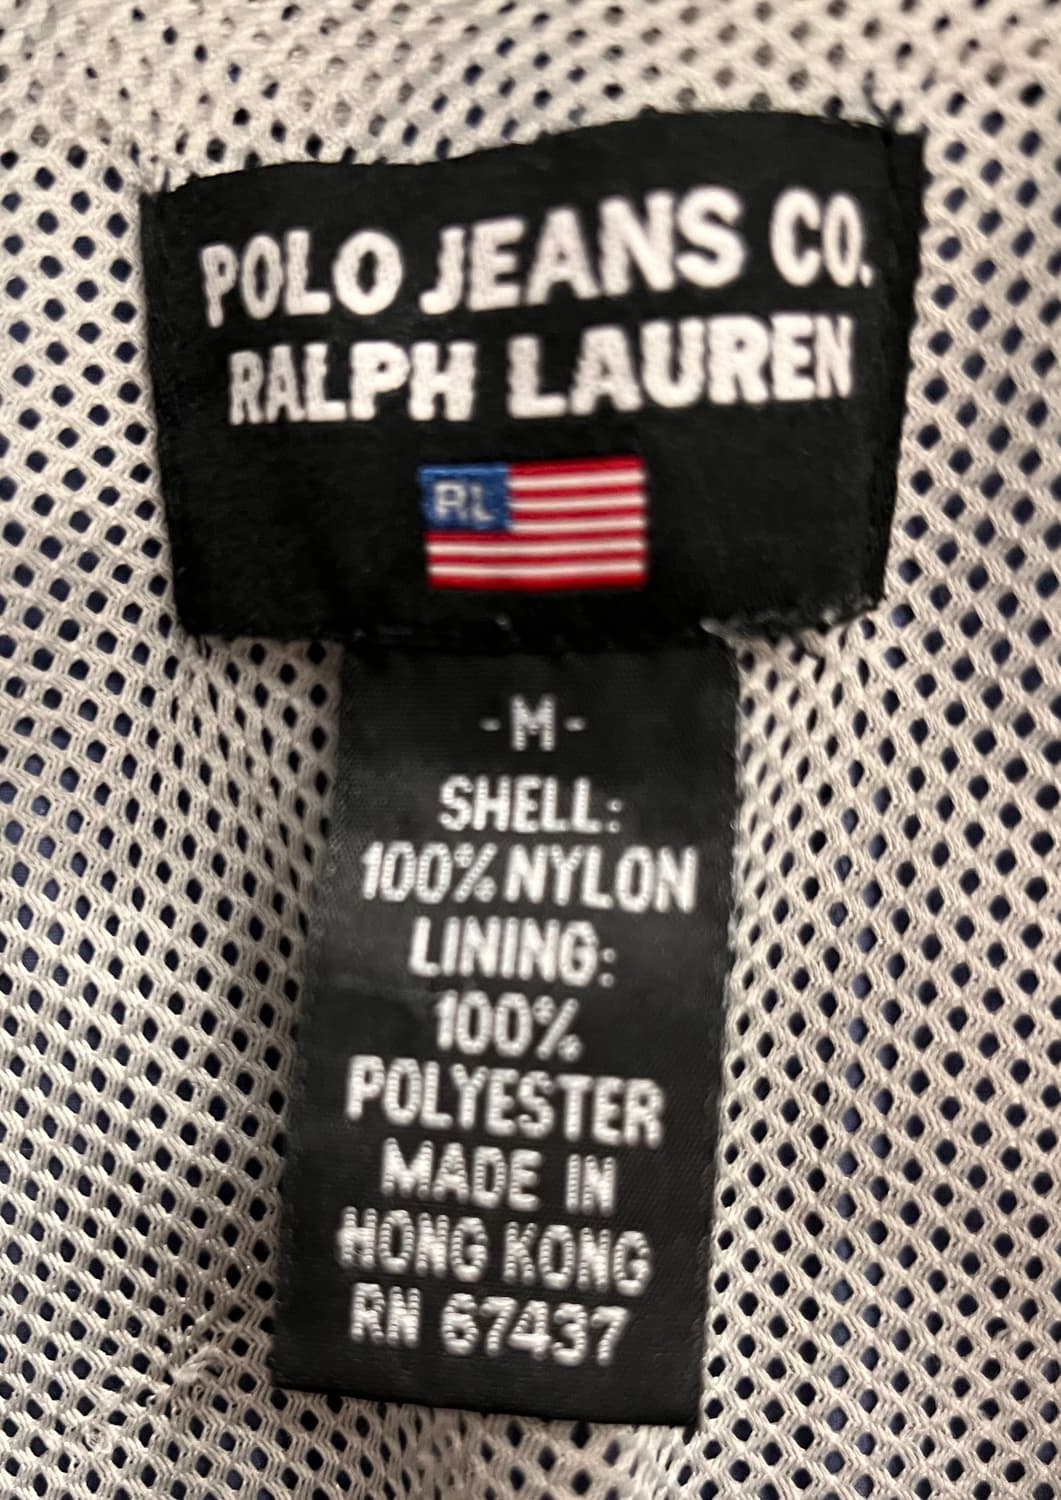 POLO JEANS CO.
RALPH LAUREN
RL
-M-
SHELL:
100% NYLON
LINING:
100%
POLYESTER
MADE IN
HONG KONG
RN 67437